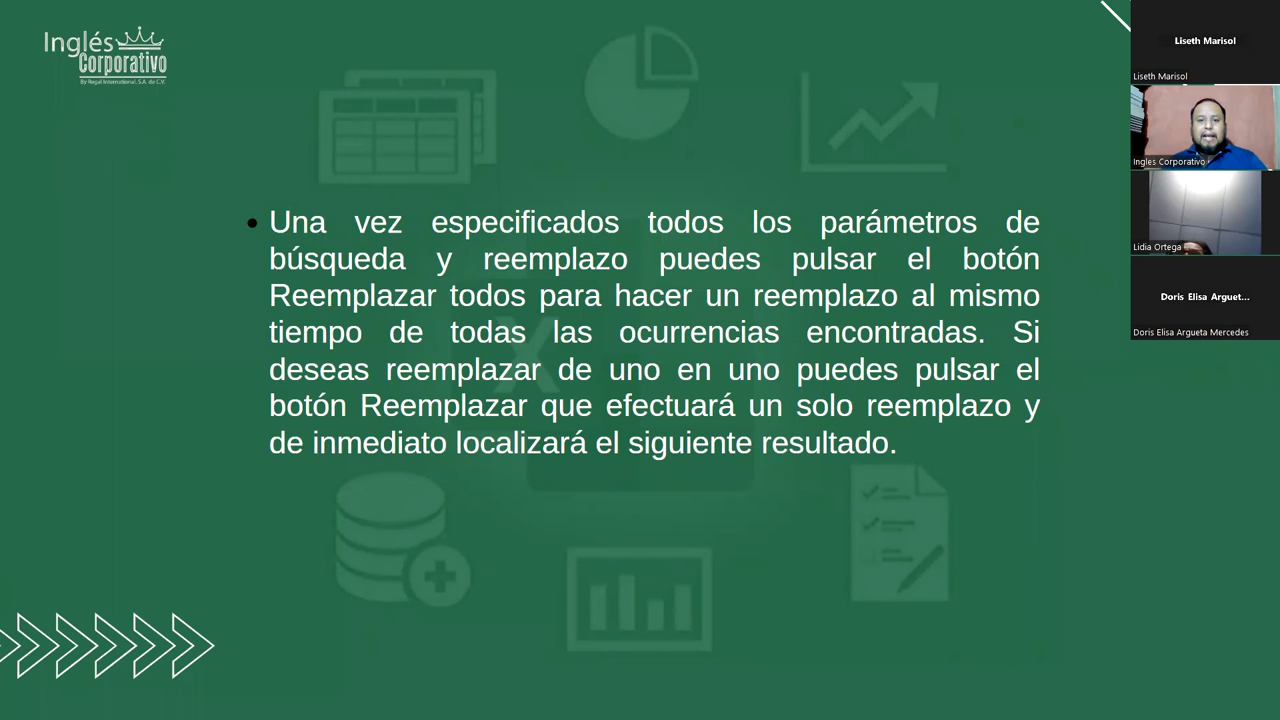 Inglés
Corporativo
By Regal International, S.A. de C.V.
• Una vez especificados todos los parámetros de
búsqueda y reemplazo puedes pulsar el botón
Reemplazar todos para hacer un reemplazo al mismo
tiempo de todas las ocurrencias encontradas. Si
deseas reemplazar de uno en uno puedes pulsar el
botón Reemplazar que efectuará un solo reemplazo y
de inmediato localizará el siguiente resultado.
X
Liseth Marisol
Liseth Marisol
Ingles Corporativo
Lidia Ortega
Doris Elisa Arguet...
Doris Elisa Argueta Mercedes